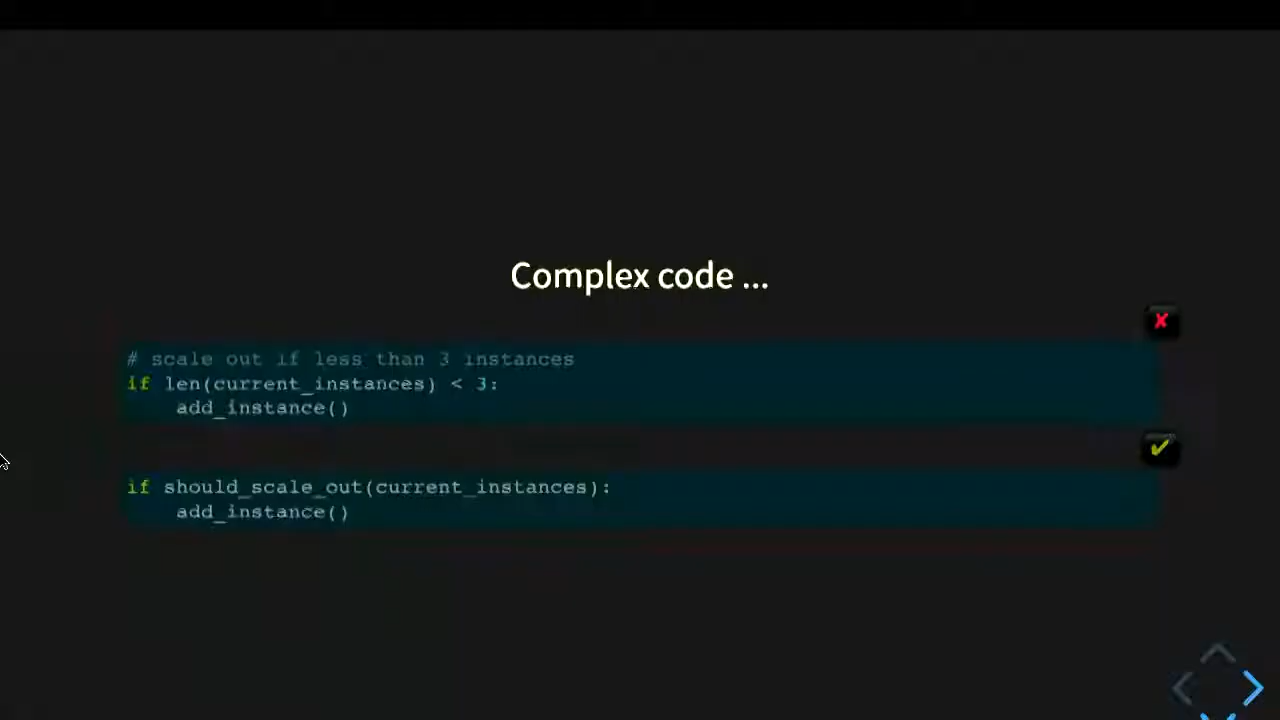 Complex code ...
✘
# scale out if less than 3 instances
if len(current_instances) < 3:
    add_instance()
✔
if should_scale_out(current_instances):
    add_instance()